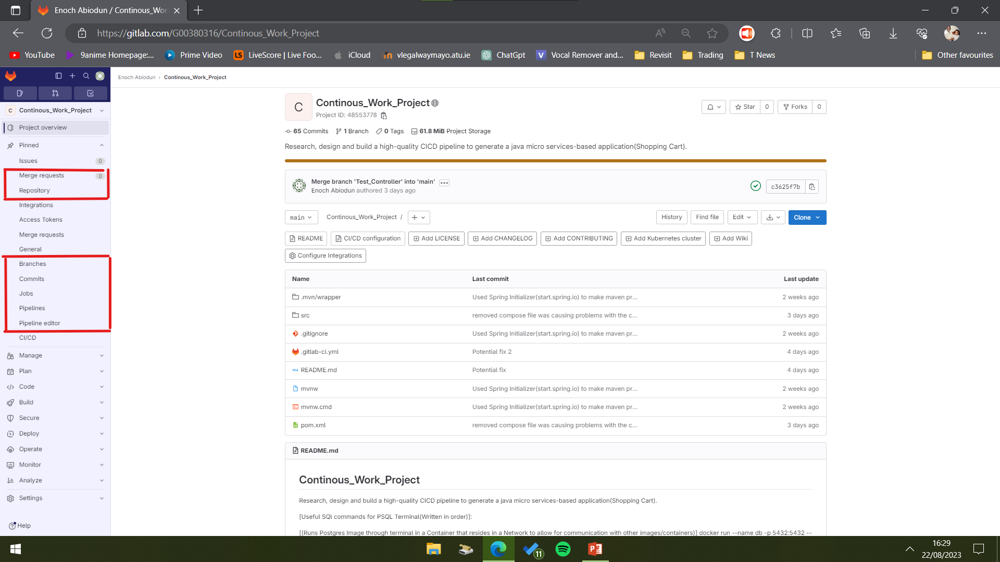 Enoch Abiodun / Continous_Wor
https://gitlab.com/G00380316/Continous_Work_Project
YouTube
9anime Homepage:...
Prime Video
LS
LiveScore | Live Foo...
iCloud
vlegalwaymayo.atu.ie
ChatGpt
V
Vocal Remover and...
Revisit
Trading
T News
Other favourites
Enoch Abiodun › Continous_Work_Project
C
Continous_Work_Project
Project overview
Pinned
Issues 0
Merge requests 0
Repository
Integrations
Access Tokens
Merge requests
General
Branches
Commits
Jobs
Pipelines
Pipeline editor
CI/CD
Manage
Plan
Code
Build
Secure
Deploy
Operate
Monitor
Analyze
Settings
Help
C
Continous_Work_Project
Project ID: 48553778
Star 0
Forks 0
65 Commits 1 Branch 0 Tags 61.8 MiB Project Storage
Research, design and build a high-quality CICD pipeline to generate a java micro services-based application(Shopping Cart).
Merge branch 'Test_Controller' into 'main'
Enoch Abiodun authored 3 days ago
c3625f7b
main
Continous_Work_Project /
History
Find file
Edit
Clone
README
CI/CD configuration
Add LICENSE
Add CHANGELOG
Add CONTRIBUTING
Add Kubernetes cluster
Add Wiki
Configure Integrations
Name Last commit Last update
.mvn/wrapper Used Spring Initializer(start.spring.io) to make maven pr... 2 weeks ago
src removed compose file was causing problems with the c... 3 days ago
.gitignore Used Spring Initializer(start.spring.io) to make maven pr... 2 weeks ago
.gitlab-ci.yml Potential fix 2 4 days ago
README.md Potential fix 4 days ago
mvnw Used Spring Initializer(start.spring.io) to make maven pr... 2 weeks ago
mvnw.cmd Used Spring Initializer(start.spring.io) to make maven pr... 2 weeks ago
pom.xml removed compose file was causing problems with the c... 3 days ago
README.md
Continous_Work_Project
Research, design and build a high-quality CICD pipeline to generate a java micro services-based application(Shopping Cart).
[Useful SQl commands for PSQL Terminal(Written in order)]:
[(Runs Postgres Image through terminal in a Container that resides in a Network to allow for communication with other images/containers)] docker run --name db -p 5432:5432 --
11
16:29
22/08/2023